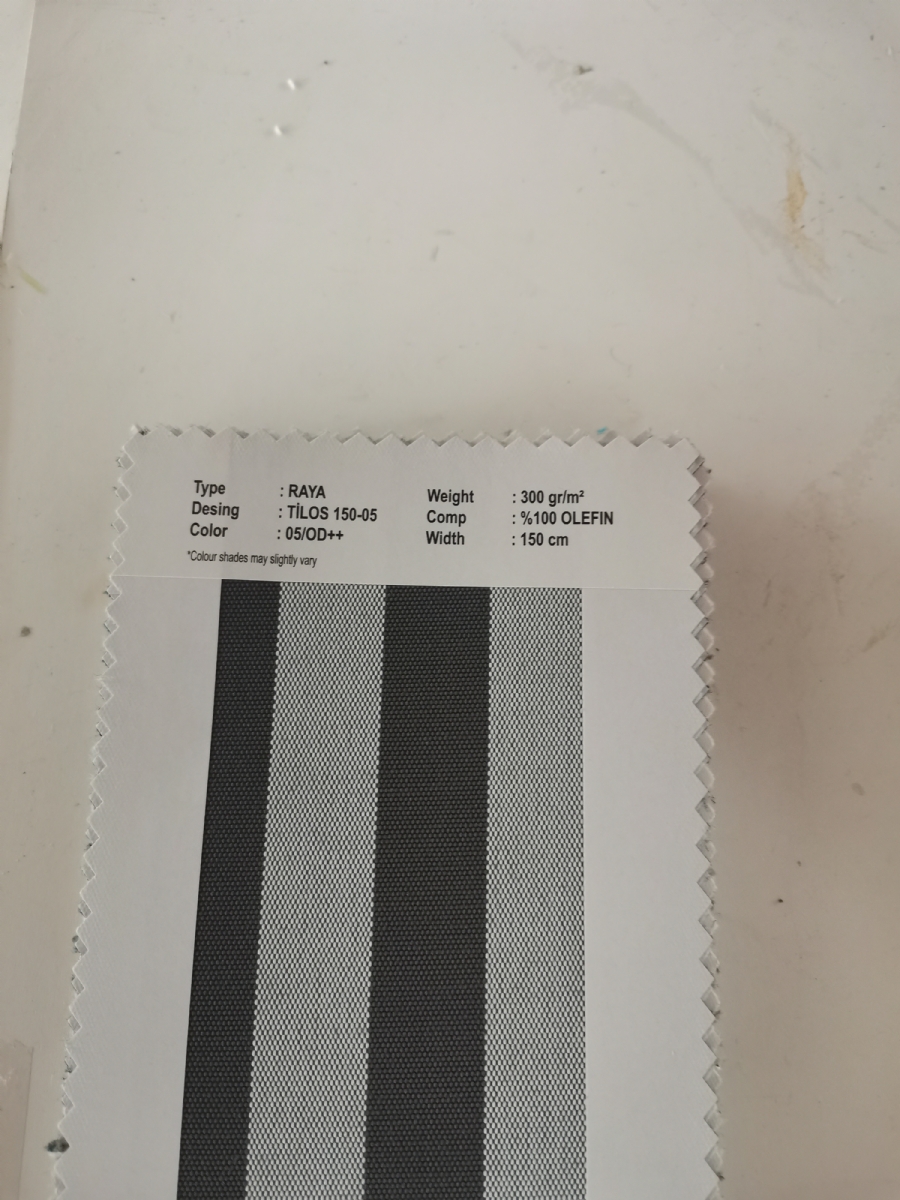 Type : RAYA
Desing : TİLOS 150-05
Color : 05/OD++
*Colour shades may slightly vary
Weight : 300 gr/m²
Comp : %100 OLEFIN
Width : 150 cm